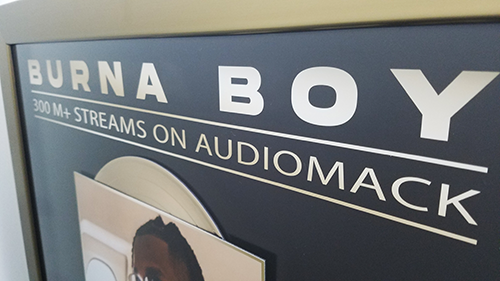 BURNA BOY
300 M+ STREAMS ON AUDIOMACK